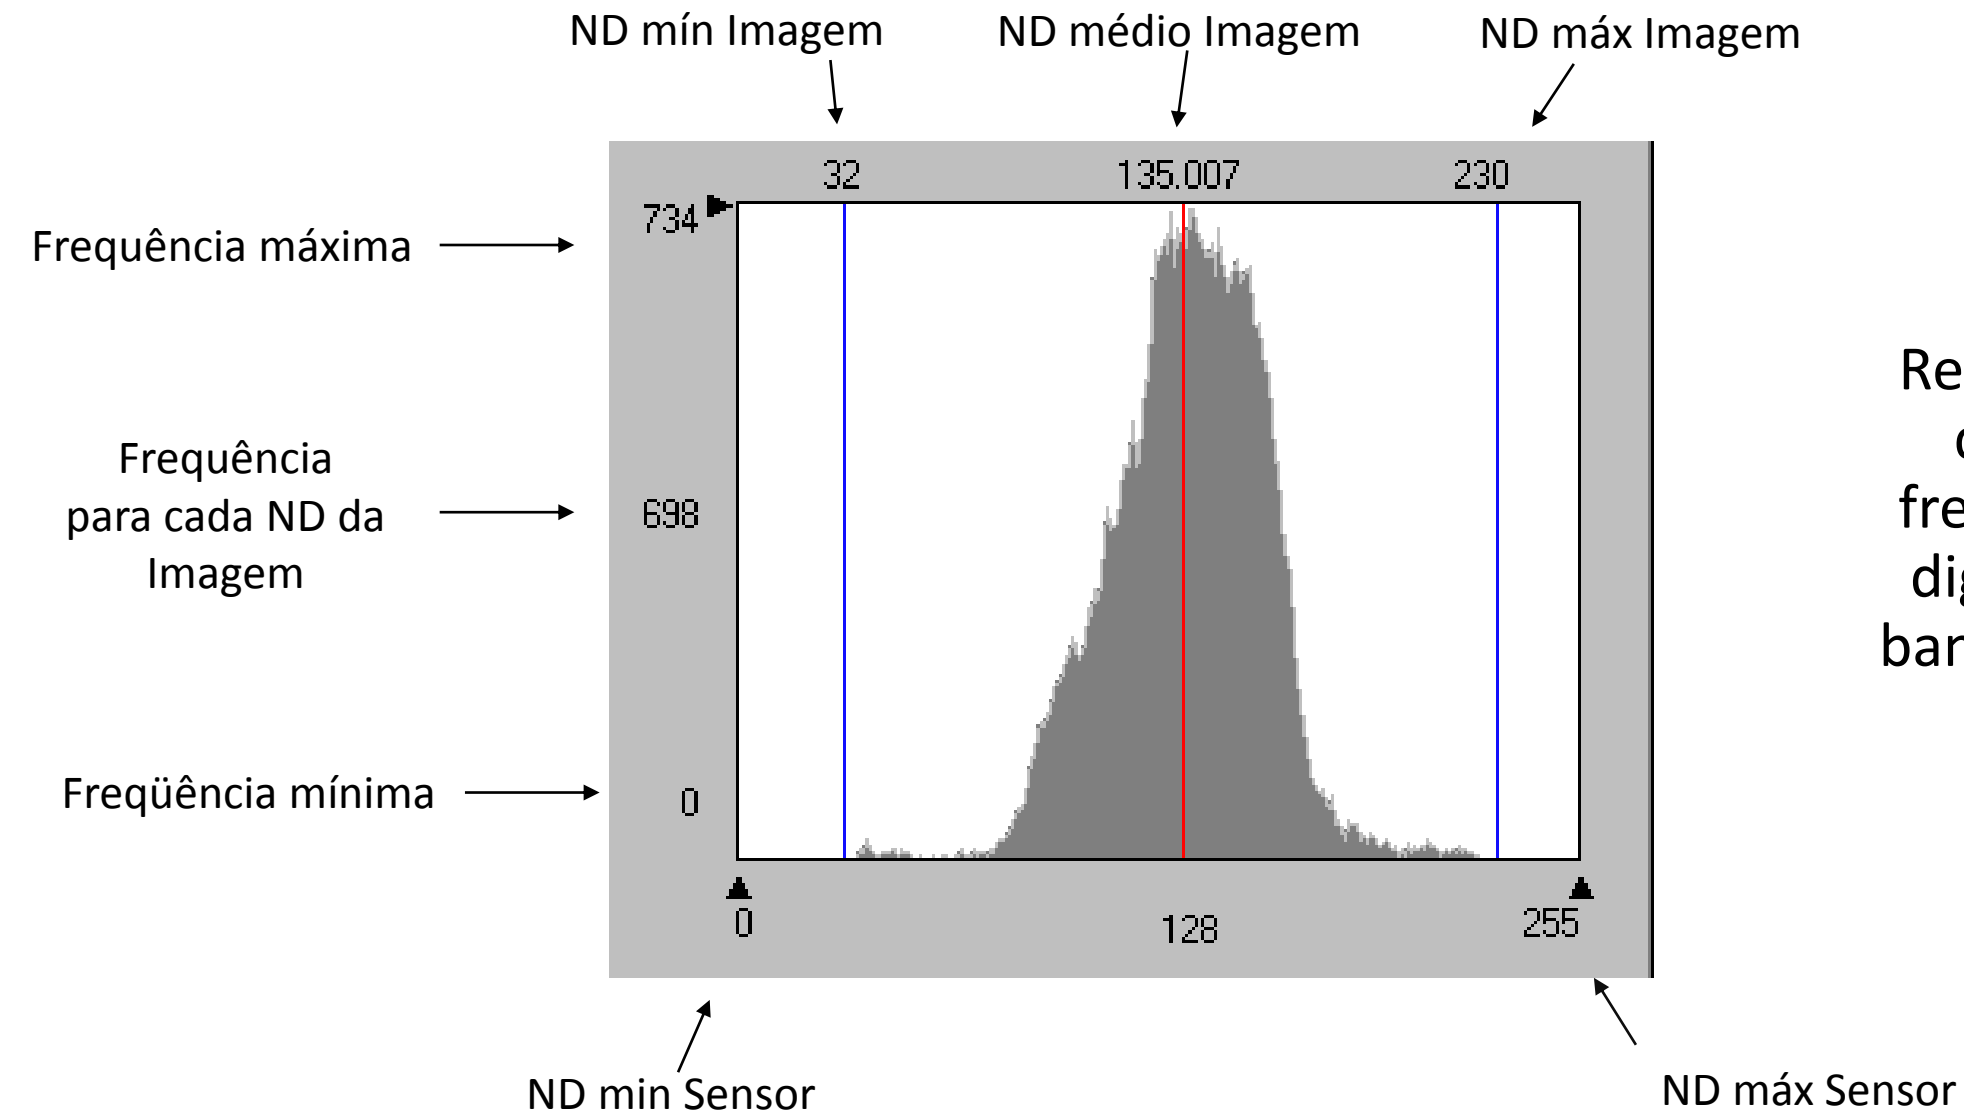 ND mín Imagem
ND médio Imagem
ND máx Imagem
32
135.007
230
734
Frequência máxima
Frequência
para cada ND da
Imagem
698
Freqüência mínima
0
0
128
255
ND min Sensor
ND máx Sensor